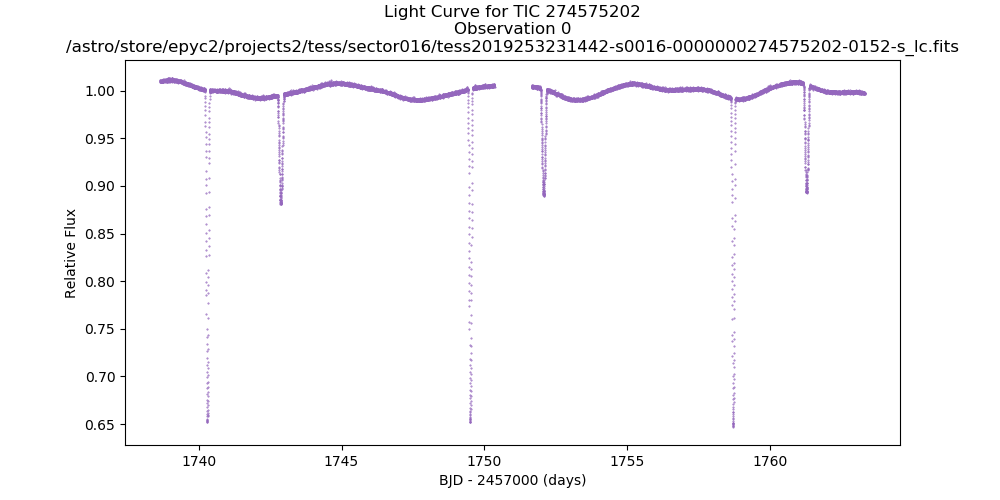 Light Curve for TIC 274575202
Observation 0
/astro/store/epyc2/projects2/tess/sector016/tess2019253231442-s0016-0000000274575202-0152-s_lc.fits
1.00
0.95
0.90
0.85
0.80
0.75
0.70
0.65
Relative Flux
1740
1745
1750
1755
1760
BJD - 2457000 (days)